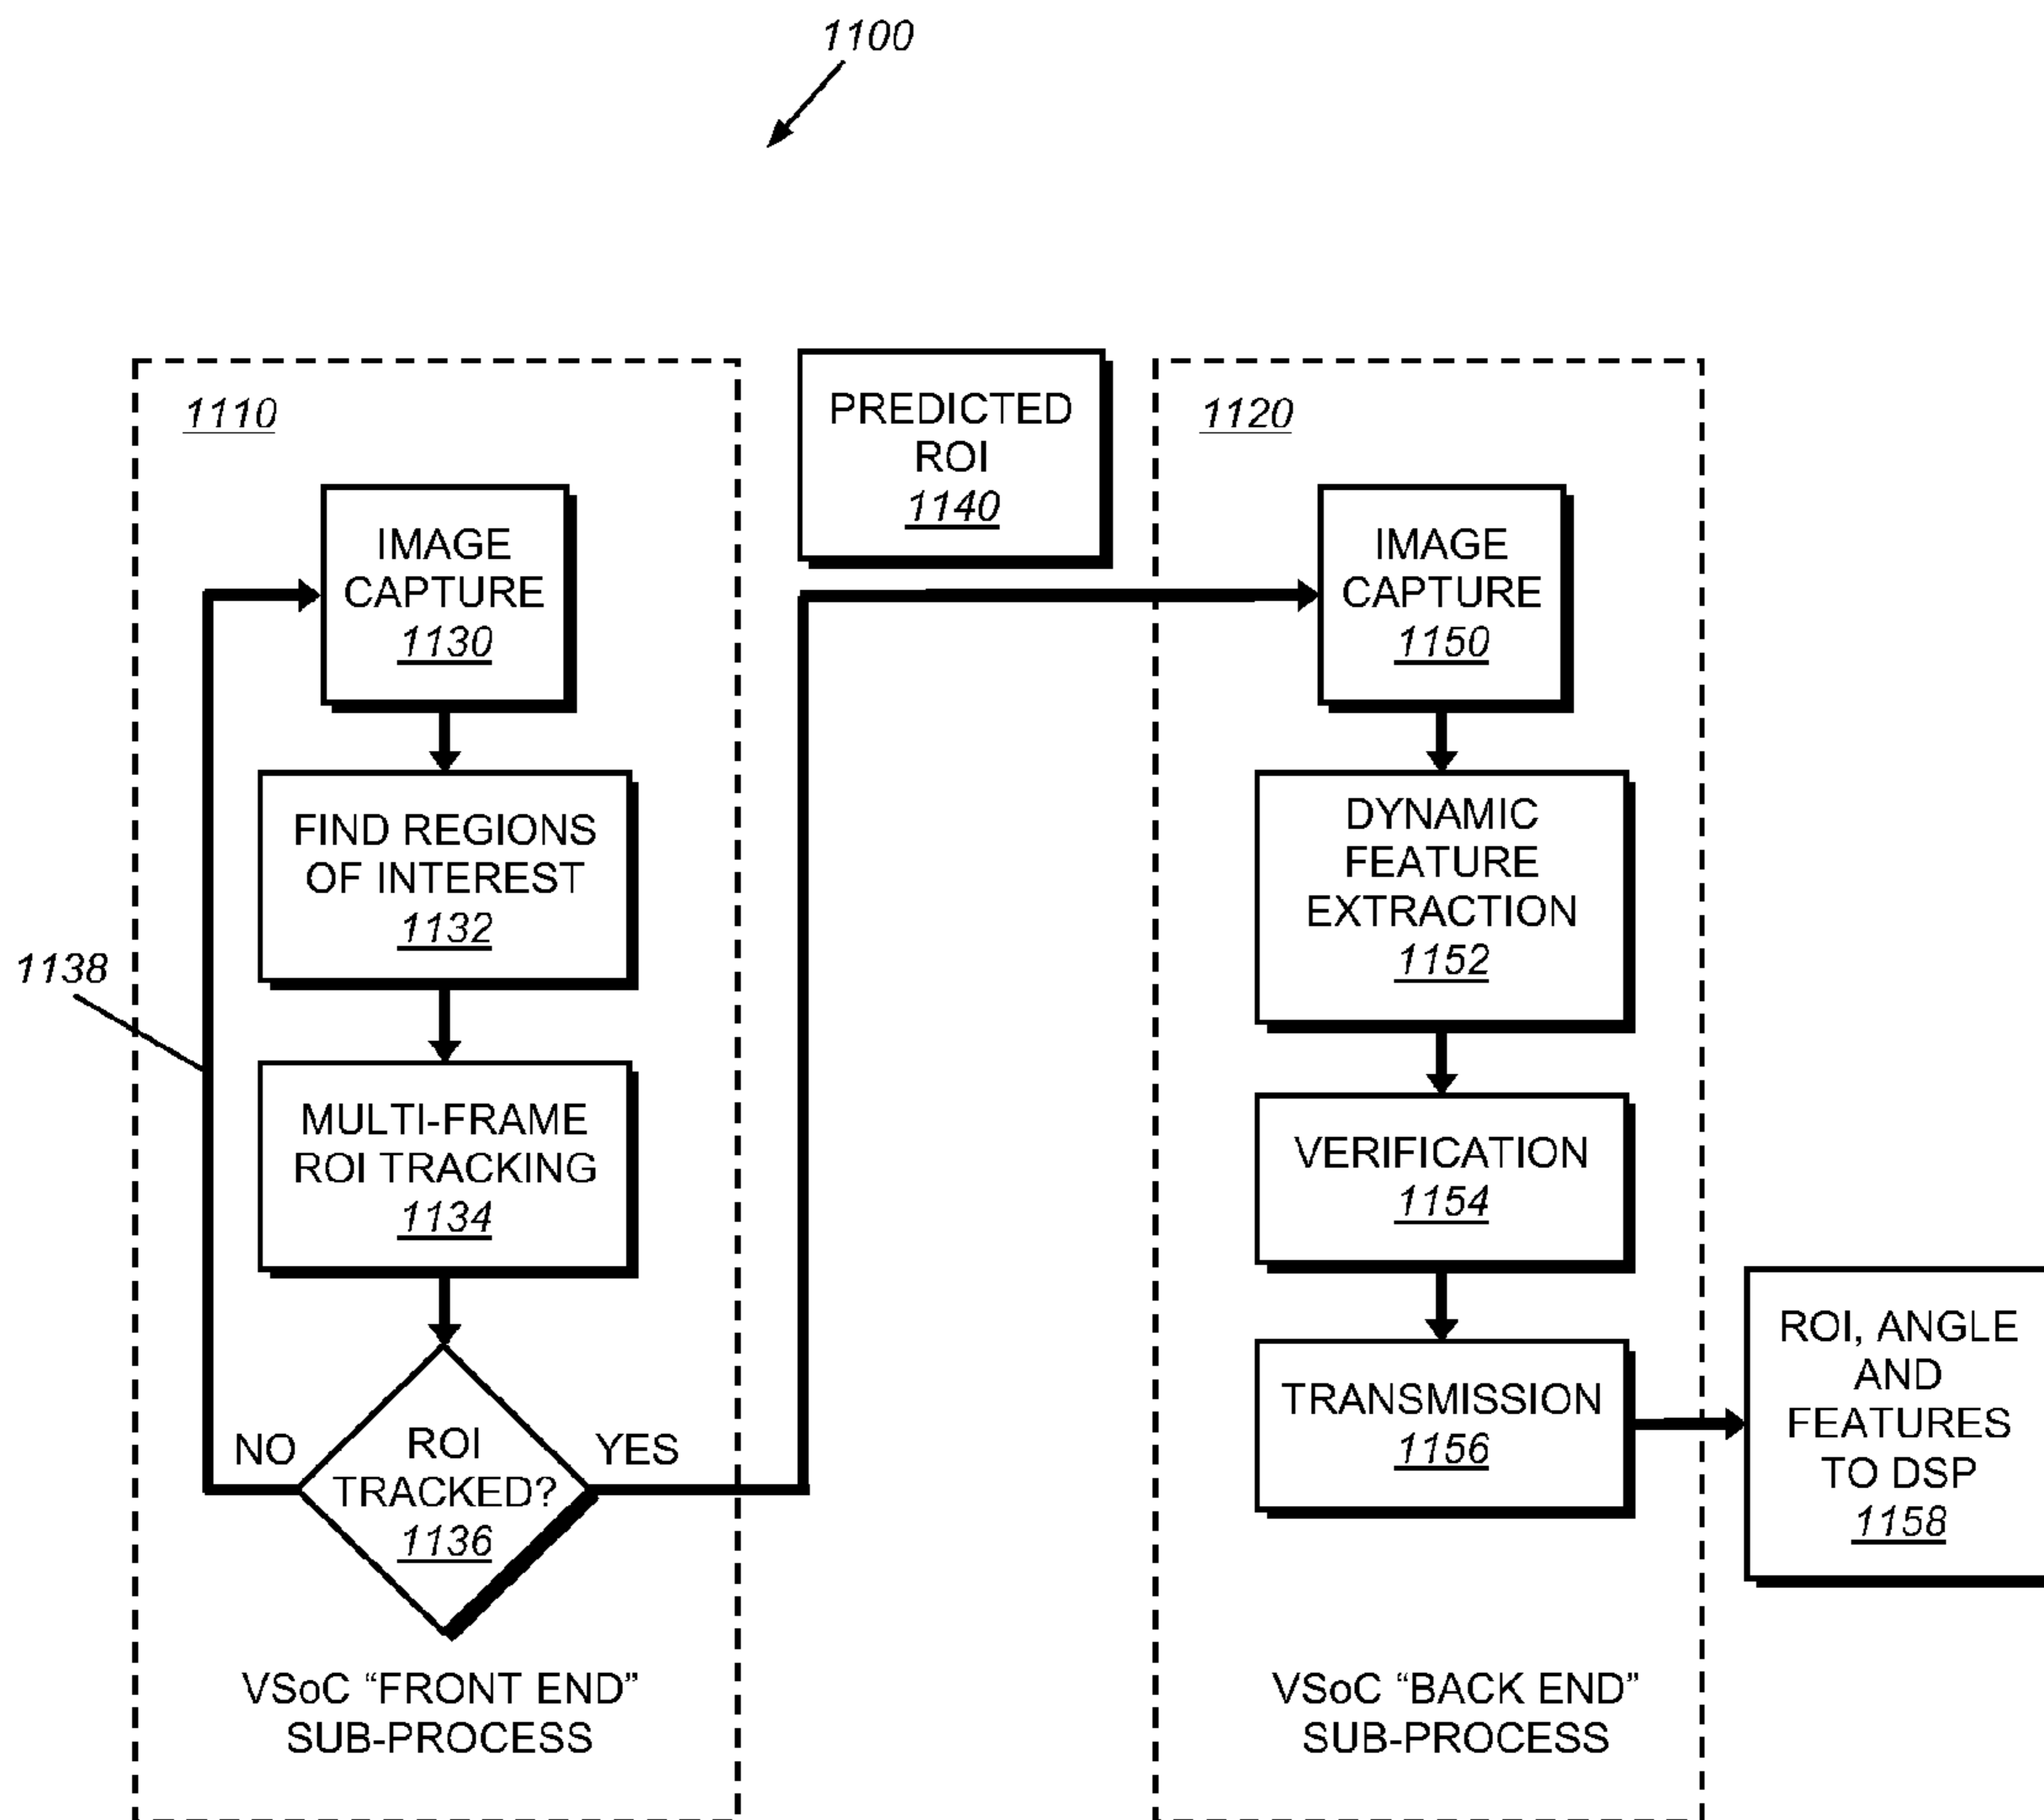 1100
1110
IMAGE
CAPTURE
1130
FIND REGIONS
OF INTEREST
1132
1138
MULTI-FRAME
ROI TRACKING
1134
NO
ROI
TRACKED?
1136
YES
VSoC “FRONT END”
SUB-PROCESS
PREDICTED
ROI
1140
1120
IMAGE
CAPTURE
1150
DYNAMIC
FEATURE
EXTRACTION
1152
VERIFICATION
1154
TRANSMISSION
1156
VSoC “BACK END”
SUB-PROCESS
ROI, ANGLE
AND
FEATURES
TO DSP
1158